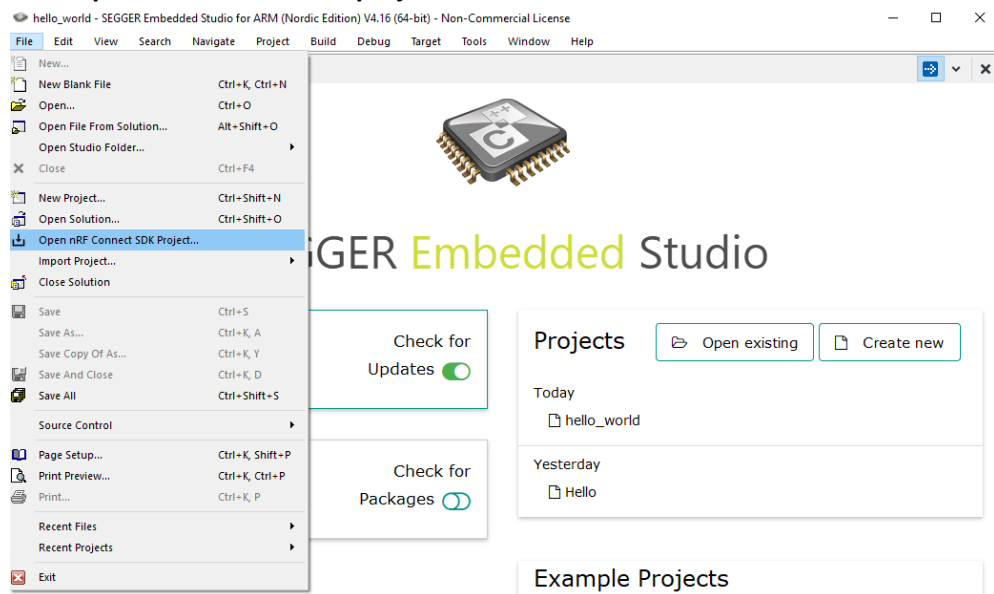 hello_world - SEGGER Embedded Studio for ARM (Nordic Edition) V4.16 (64-bit) - Non-Commercial License
File Edit View Search Navigate Project Build Debug Target Tools Window Help
New...
New Blank File Ctrl+K, Ctrl+N
Open... Ctrl+O
Open File From Solution... Alt+Shift+O
Open Studio Folder...
Close Ctrl+F4
New Project... Ctrl+Shift+N
Open Solution... Ctrl+Shift+O
Open nRF Connect SDK Project...
Import Project...
Close Solution
Save Ctrl+S
Save As... Ctrl+K, A
Save Copy Of As... Ctrl+K, Y
Save And Close Ctrl+K, D
Save All Ctrl+Shift+S
Source Control
Page Setup... Ctrl+K, Shift+P
Print Preview... Ctrl+K, Ctrl+P
Print... Ctrl+K, P
Recent Files
Recent Projects
Exit
C
GGER Embedded Studio
Check for
Updates
Check for
Packages
Projects
Open existing
Create new
Today
hello_world
Yesterday
Hello
Example Projects